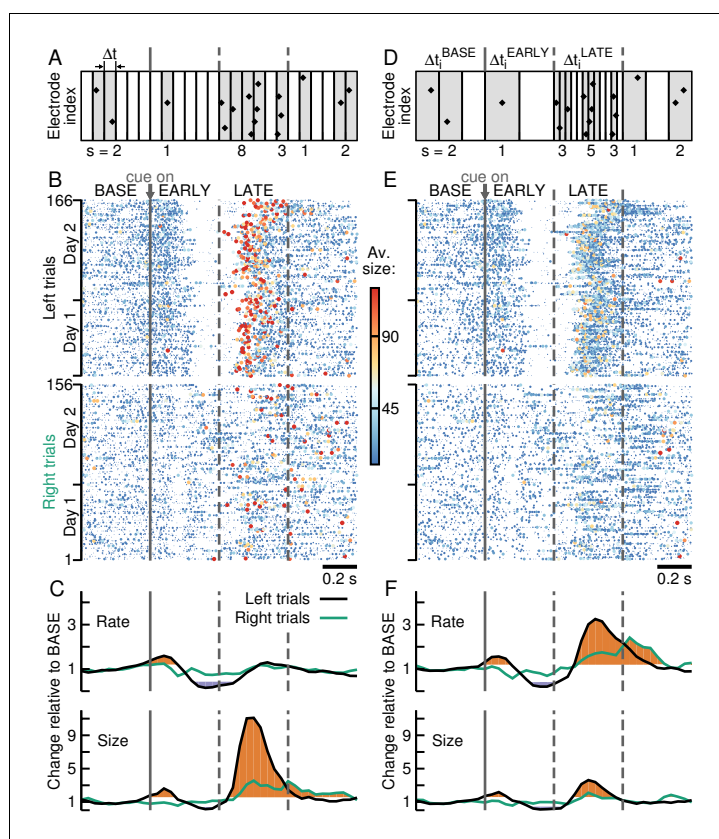 A
Δt
Electrode
index
s = 2
1
8
3
1
2
D
Δt_i^BASE
Δt_i^EARLY
Δt_i^LATE
Electrode
index
s = 2
1
3
5
3
1
2
B
cue on
BASE
EARLY
LATE
166
Day 2
Left trials
Day 1
156
Day 2
Right trials
Day 1
1
0.2 s
Av.
size:
90
45
E
cue on
BASE
EARLY
LATE
0.2 s
C
Left trials
Right trials
Rate
3
1
Change relative to BASE
Size
9
5
1
F
Rate
3
1
Change relative to BASE
Size
9
5
1